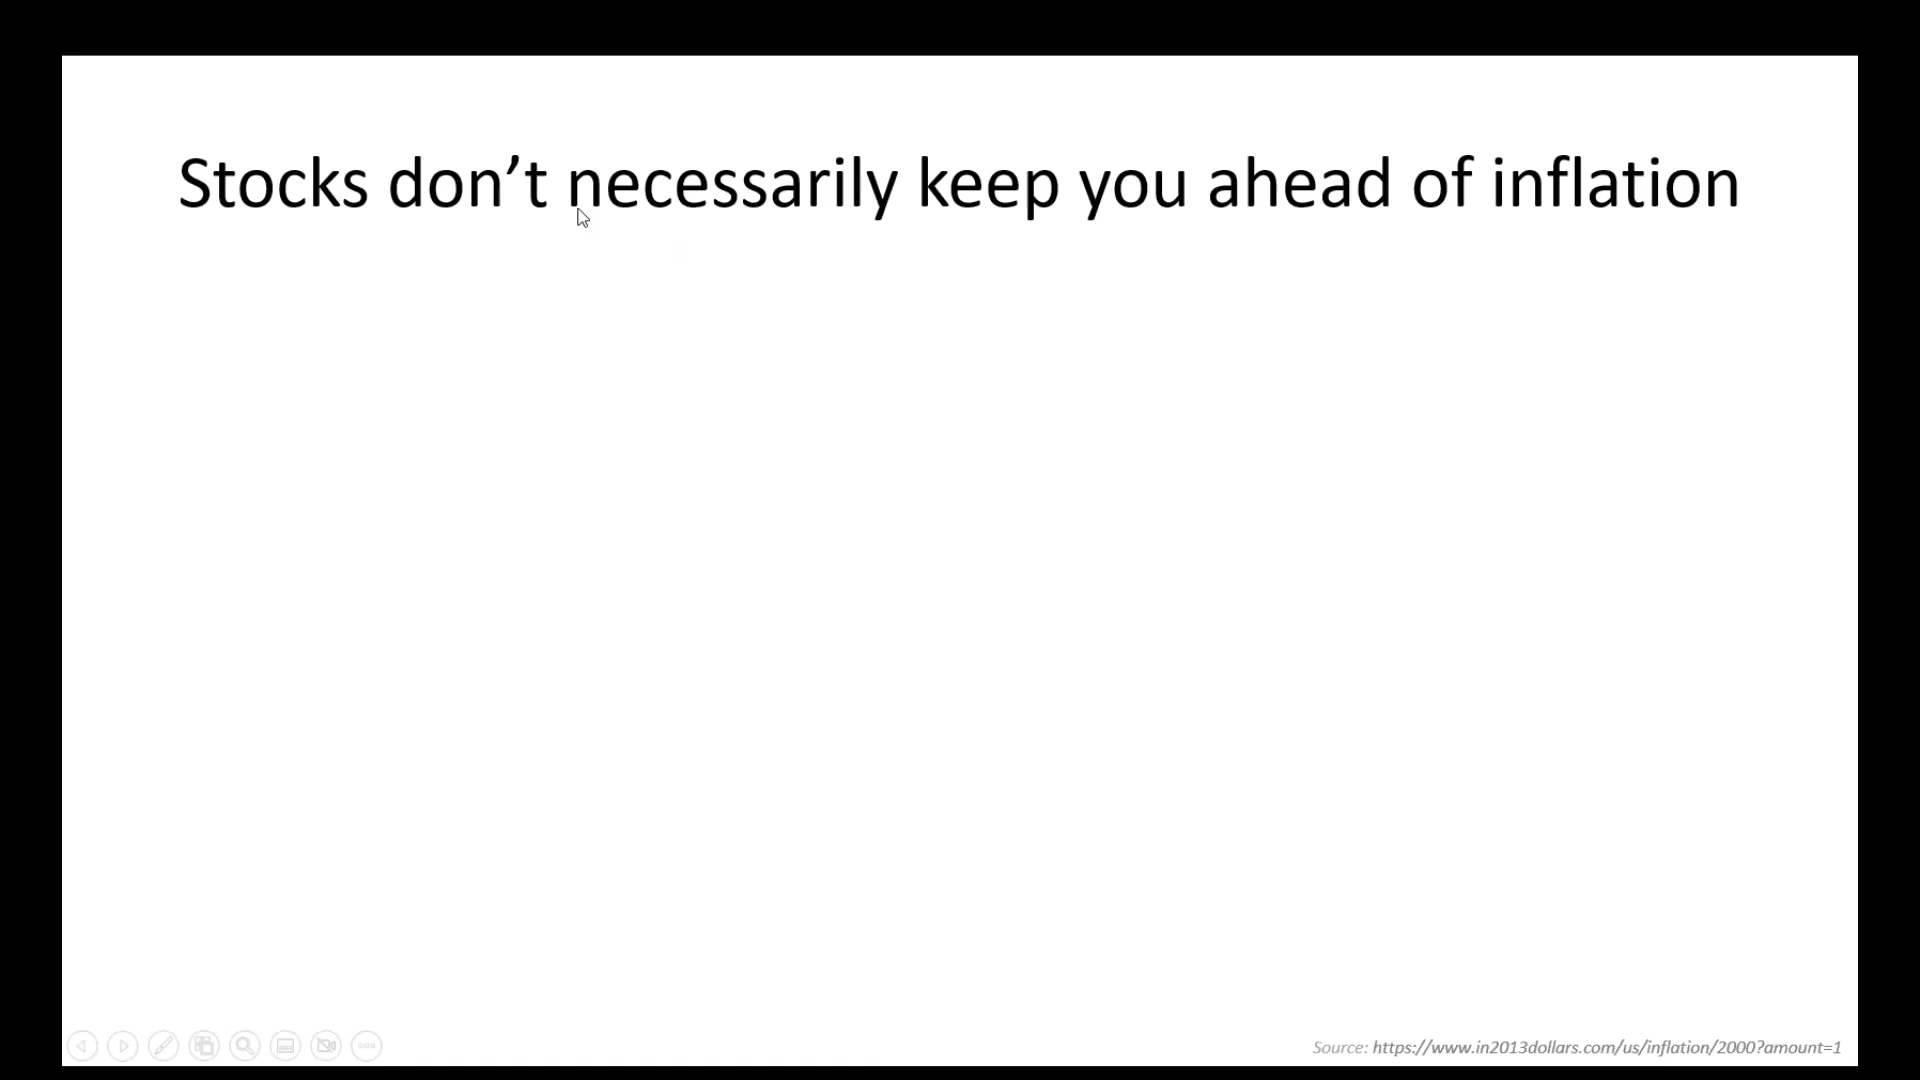 Stocks don’t necessarily keep you ahead of inflation
Source: https://www.in2013dollars.com/us/inflation/2000?amount=1